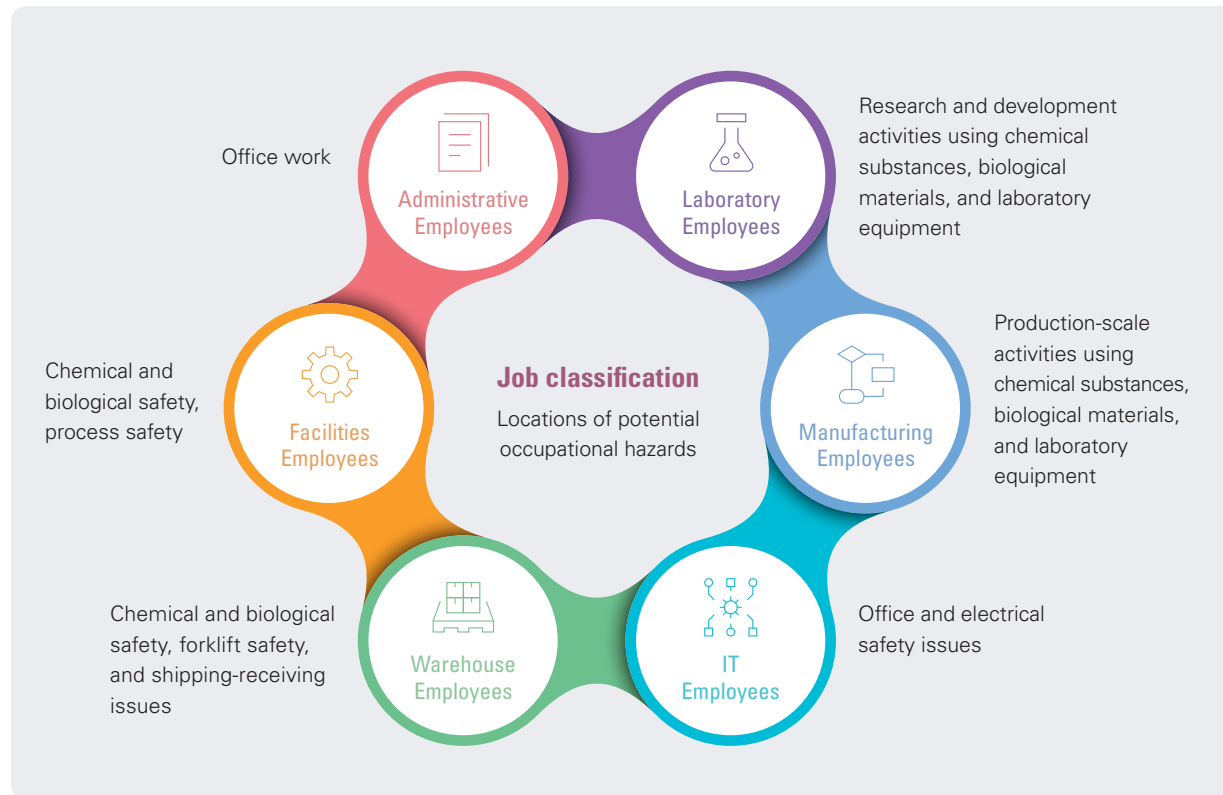 Office work
Administrative
Employees
Laboratory
Employees
Research and development
activities using chemical
substances, biological
materials, and laboratory
equipment
Chemical and
biological safety,
process safety
Facilities
Employees
Job classification
Locations of potential
occupational hazards
Manufacturing
Employees
Production-scale
activities using
chemical substances,
biological materials,
and laboratory
equipment
Chemical and biological
safety, forklift safety,
and shipping-receiving
issues
Warehouse
Employees
IT
Employees
Office and electrical
safety issues